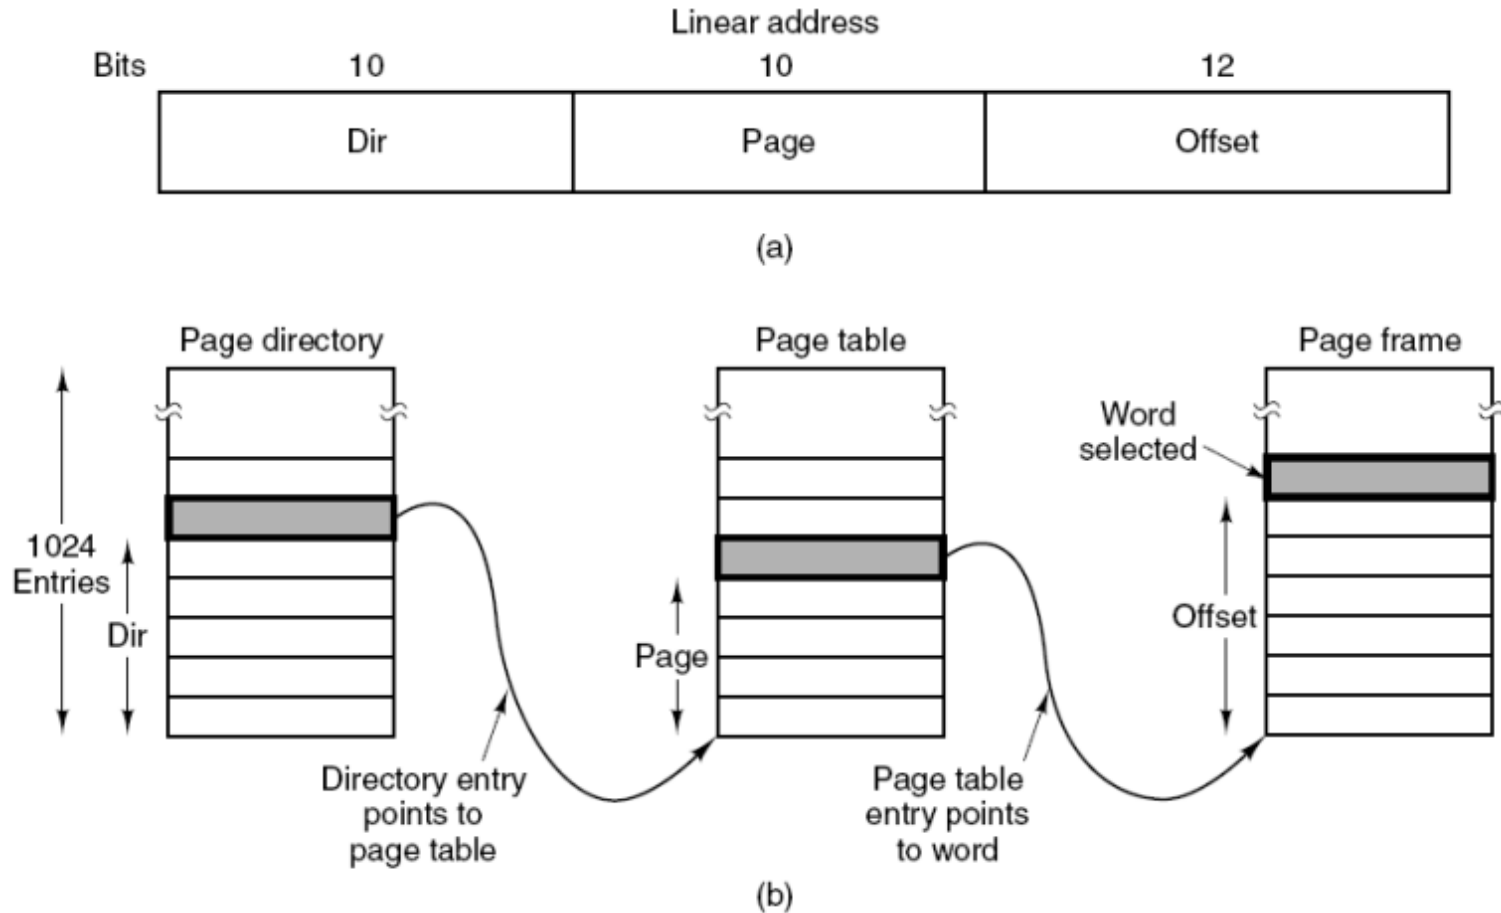 Linear address
Bits 10 10 12
Dir Page Offset
(a)
Page directory Page table Page frame
Word
selected
1024
Entries
Dir
Page
Offset
Directory entry
points to
page table
Page table
entry points
to word
(b)